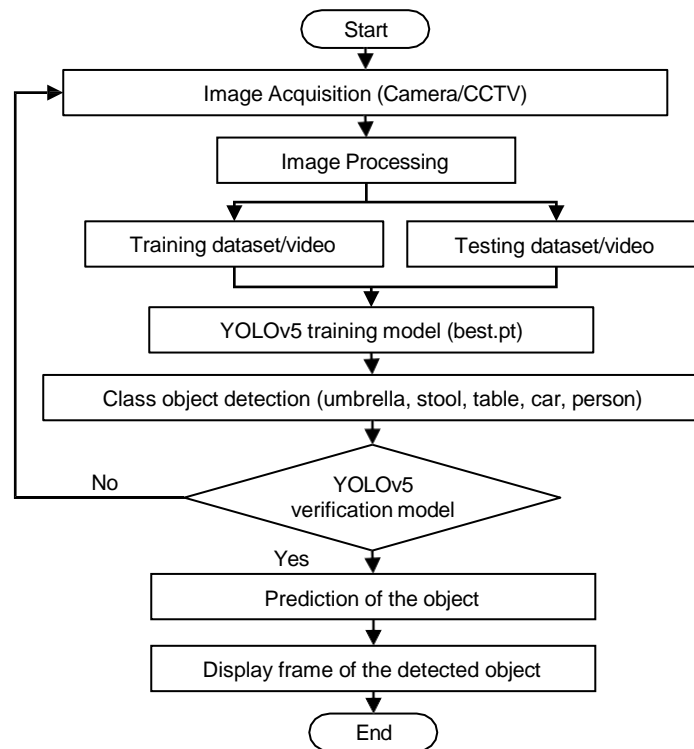 Start
Image Acquisition (Camera/CCTV)
Image Processing
Training dataset/video
Testing dataset/video
YOLOv5 training model (best.pt)
Class object detection (umbrella, stool, table, car, person)
No
YOLOv5
verification model
Yes
Prediction of the object
Display frame of the detected object
End